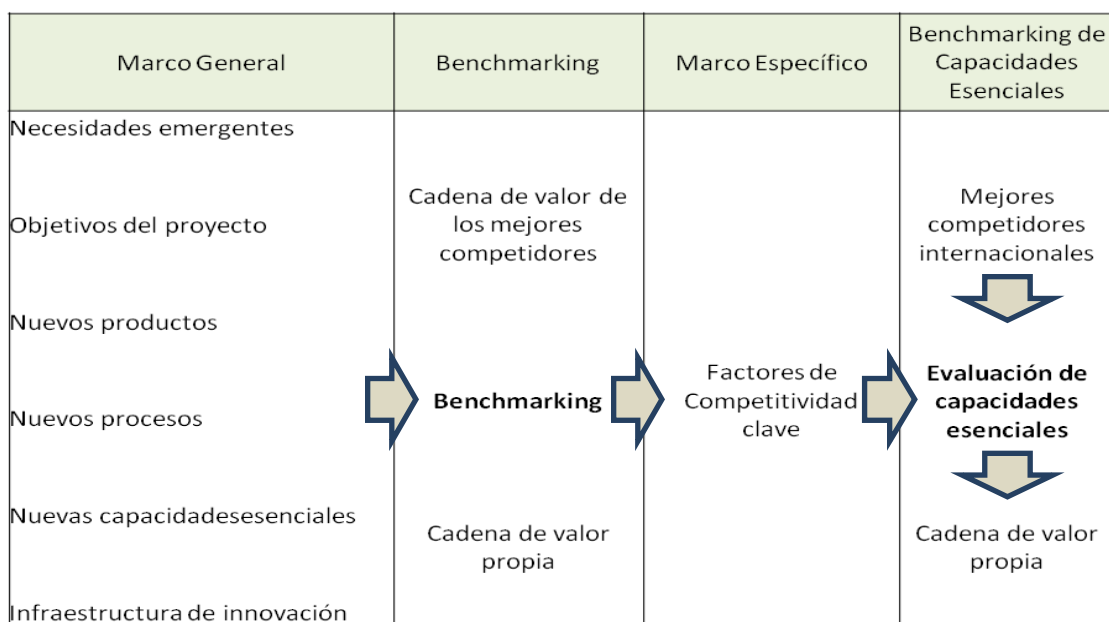 Marco General
Benchmarking
Marco Específico
Benchmarking de
Capacidades
Esenciales
Necesidades emergentes
Objetivos del proyecto
Nuevos productos
Nuevos procesos
Nuevas capacidadesesenciales
Infraestructura de innovación
Cadena de valor de
los mejores
competidores
Benchmarking
Cadena de valor
propia
Factores de
Competitividad
clave
Mejores
competidores
internacionales
Evaluación de
capacidades
esenciales
Cadena de valor
propia